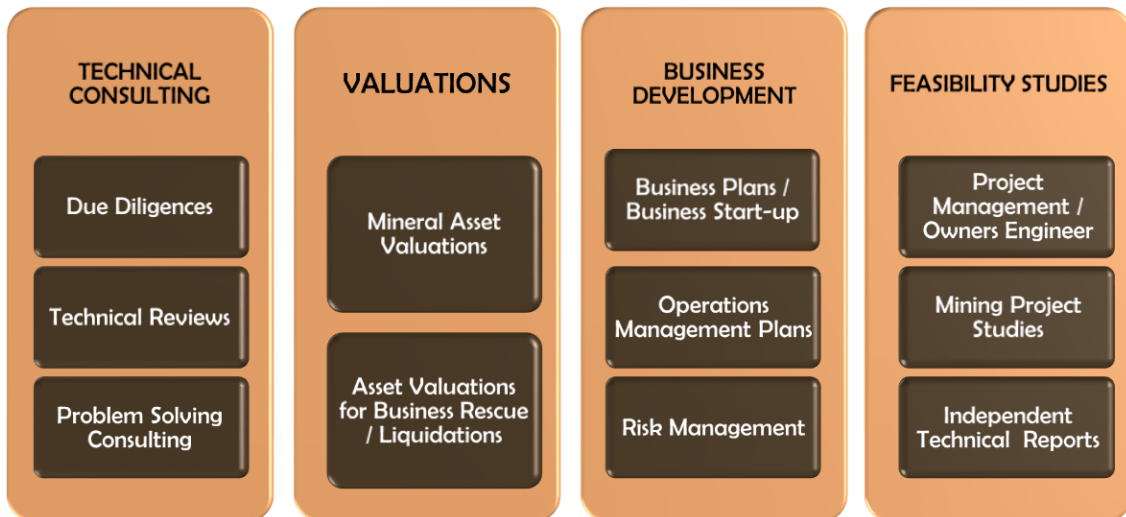 TECHNICAL
CONSULTING
Due Diligences
Technical Reviews
Problem Solving
Consulting
VALUATIONS
Mineral Asset
Valuations
Asset Valuations
for Business Rescue
/ Liquidations
BUSINESS
DEVELOPMENT
Business Plans /
Business Start-up
Operations
Management Plans
Risk Management
FEASIBILITY STUDIES
Project
Management /
Owners Engineer
Mining Project
Studies
Independent
Technical Reports